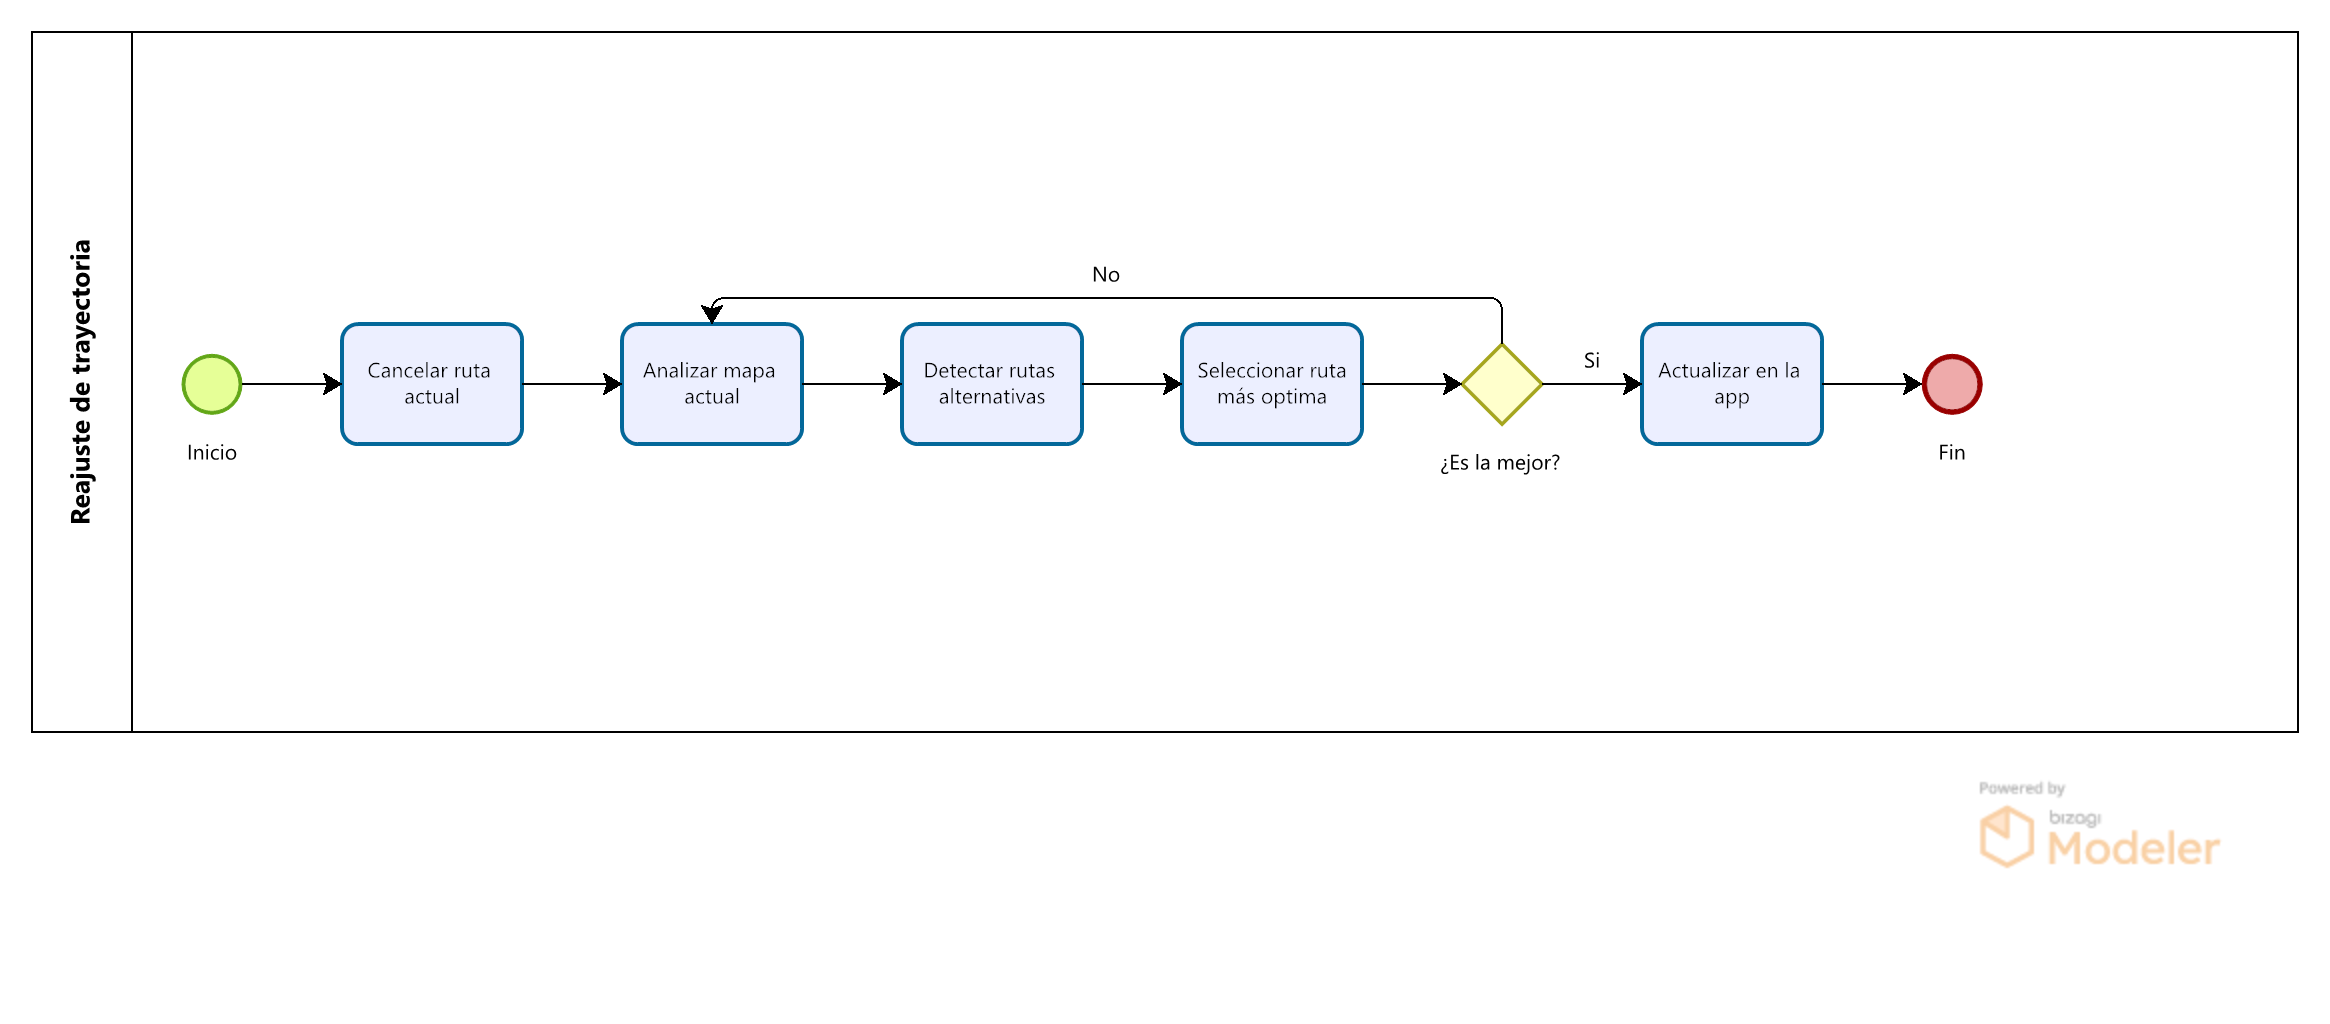 Reajuste de trayectoria
No
Cancelar ruta
actual
Analizar mapa
actual
Detectar rutas
alternativas
Seleccionar ruta
más optima
Si
Actualizar en la
app
Inicio
¿Es la mejor?
Fin
Powered by
bizagi
Modeler